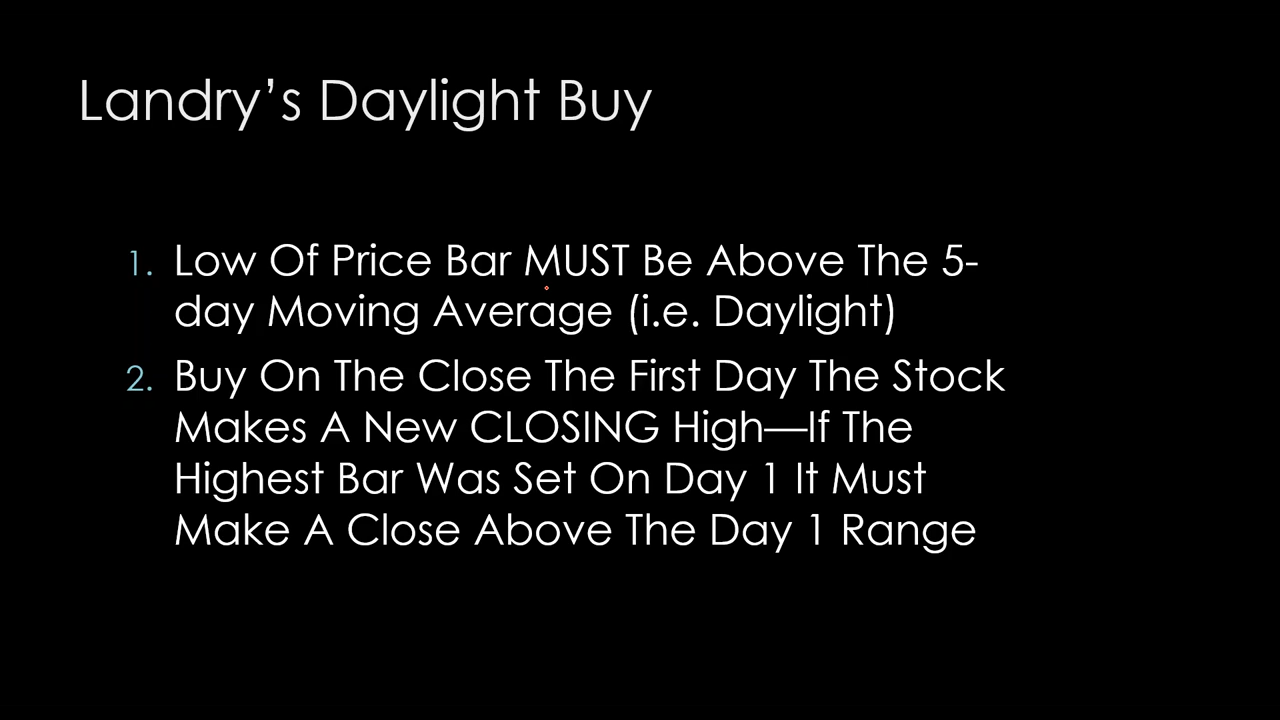 Landry’s Daylight Buy
1. Low Of Price Bar MUST Be Above The 5-
day Moving Average (i.e. Daylight)
2. Buy On The Close The First Day The Stock
Makes A New CLOSING High—If The
Highest Bar Was Set On Day 1 It Must
Make A Close Above The Day 1 Range